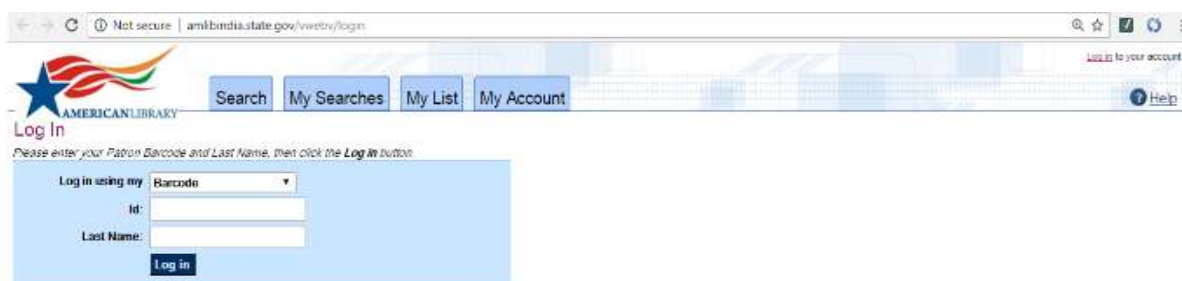 Not secure | amlibindia.state.gov/vwebv/login
Log in to your account
AMERICAN LIBRARY
Search My Searches My List My Account
Help
Log In
Please enter your Patron Barcode and Last Name, then click the Log In button.
Log in using my Barcode
Id:
Last Name:
Log in